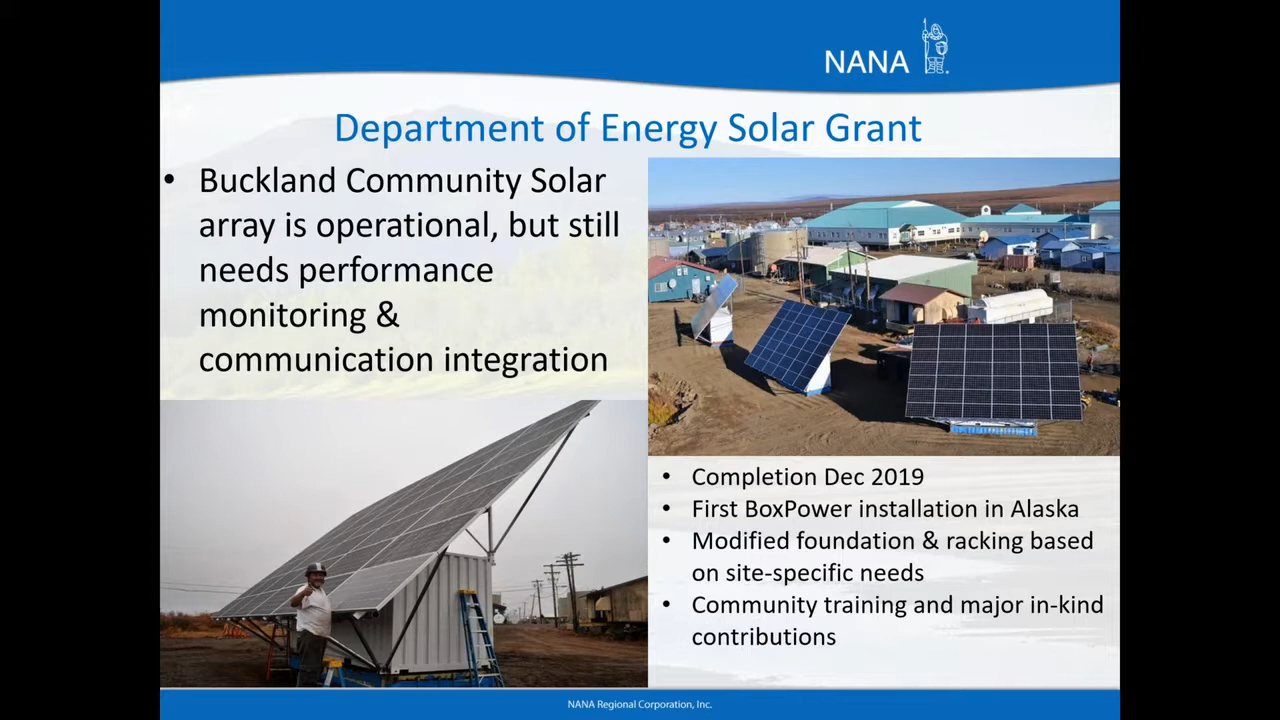 NANA
Department of Energy Solar Grant
• Buckland Community Solar
array is operational, but still
needs performance
monitoring &
communication integration
• Completion Dec 2019
• First BoxPower installation in Alaska
• Modified foundation & racking based
on site-specific needs
• Community training and major in-kind
contributions
NANA Regional Corporation, Inc.